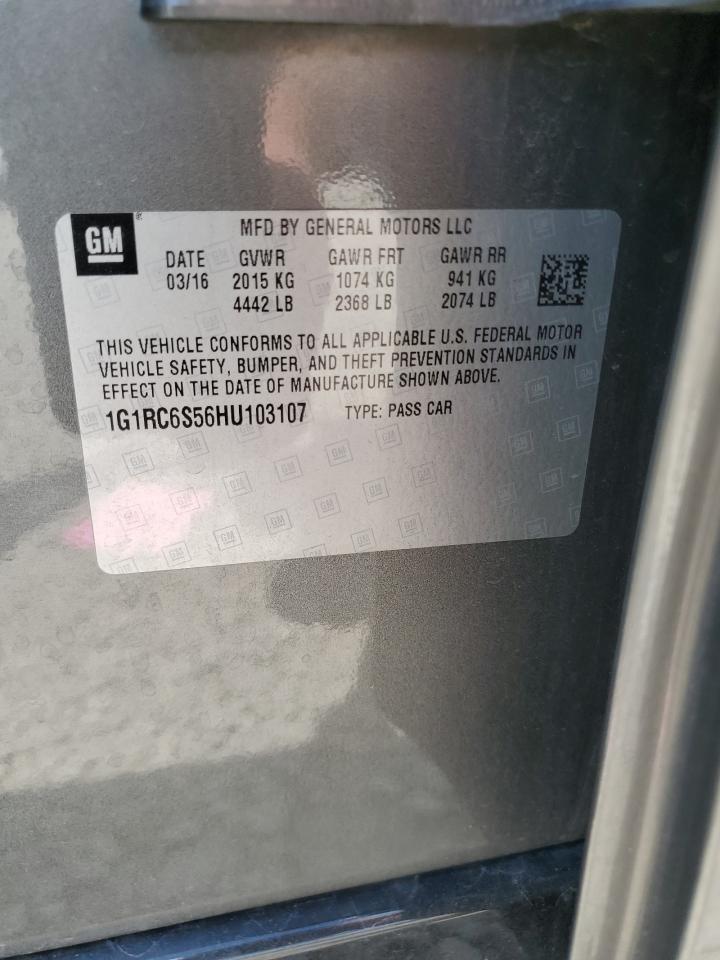 GM
MFD BY GENERAL MOTORS LLC
DATE GVWR GAWR FRT GAWR RR
03/16 2015 KG 1074 KG 941 KG
4442 LB 2368 LB 2074 LB
THIS VEHICLE CONFORMS TO ALL APPLICABLE U.S. FEDERAL MOTOR
VEHICLE SAFETY, BUMPER, AND THEFT PREVENTION STANDARDS IN
EFFECT ON THE DATE OF MANUFACTURE SHOWN ABOVE.
1G1RC6S56HU103107 TYPE: PASS CAR